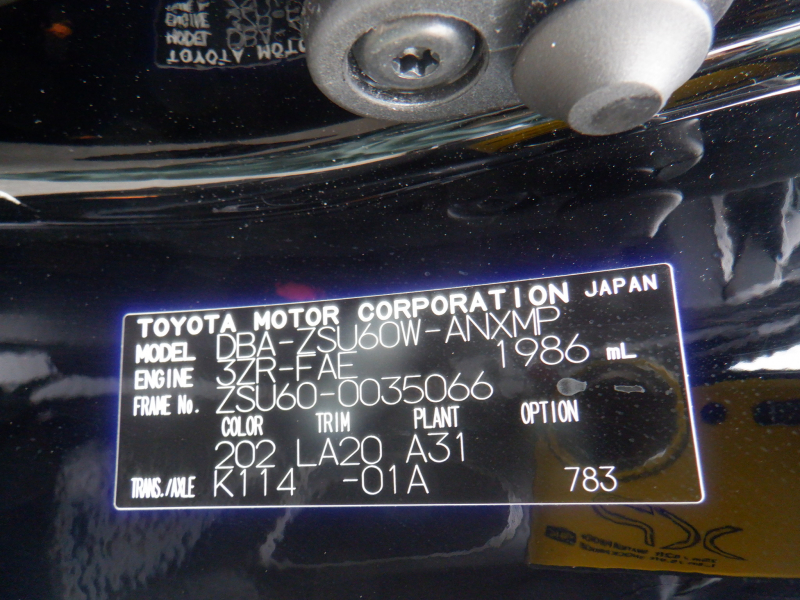 TOYOTA MOTOR CORPORATION JAPAN
MODEL DBA-ZSU60W-ANXMP
ENGINE 3ZR-FAE 1986 mL
FRAME No. ZSU60-0035066
COLOR TRIM PLANT OPTION
202 LA20 A31
TRANS./AXLE K114 -01A 783